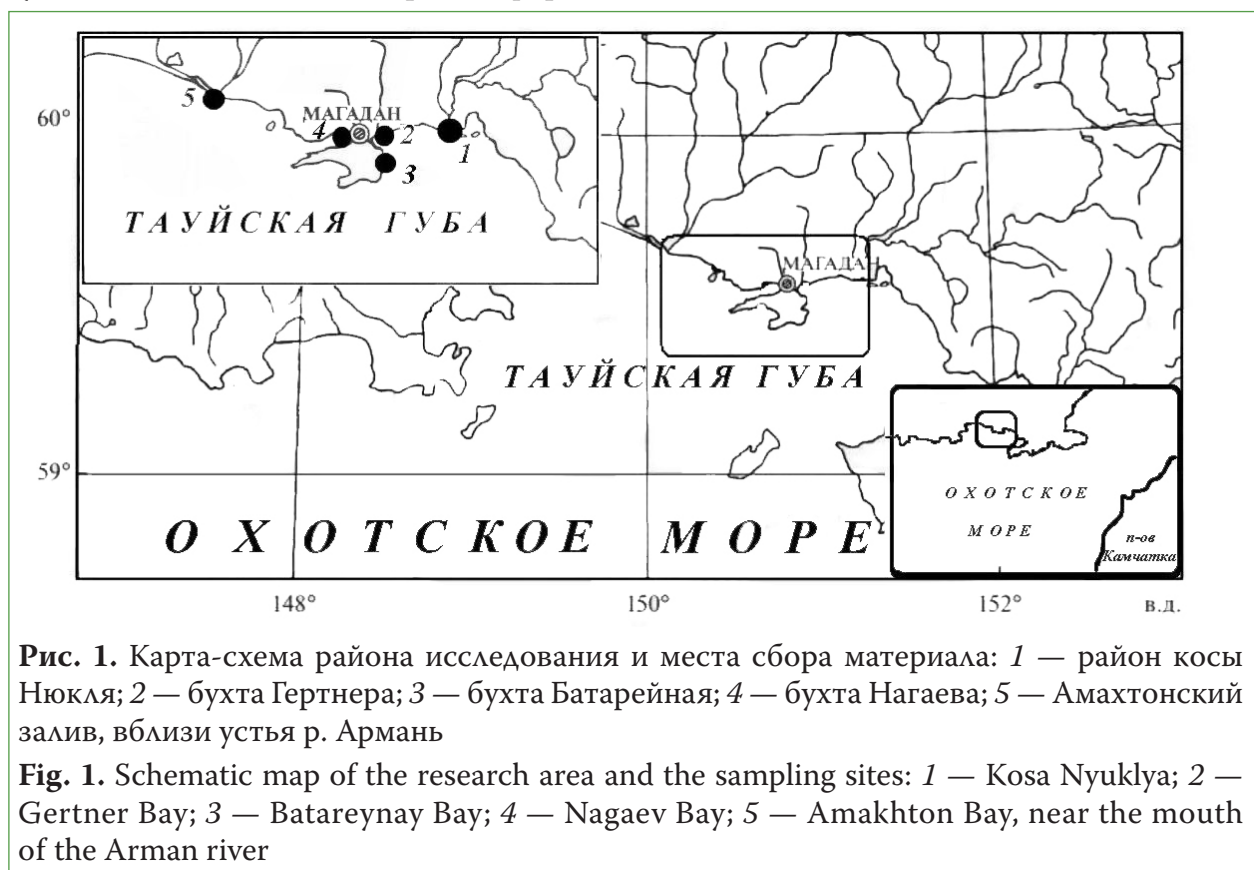 60°
5
МАГАДАН
4
2
1
3
ТАУЙСКАЯ ГУБА
МАГАДАН
ТАУЙСКАЯ ГУБА
59°
ОХОТСКОЕ
МОРЕ
п-ов
Камчатка
ОХОТСКОЕ МОРЕ
148°
150°
152°
в.д.
Рис. 1. Карта-схема района исследования и места сбора материала: 1 — район косы
Нюкля; 2 — бухта Гертнера; 3 — бухта Батарейная; 4 — бухта Нагаева; 5 — Амахтонский
залив, вблизи устья р. Армань
Fig. 1. Schematic map of the research area and the sampling sites: 1 — Kosa Nyuklya; 2 —
Gertner Bay; 3 — Batareynay Bay; 4 — Nagaev Bay; 5 — Amakhton Bay, near the mouth
of the Arman river